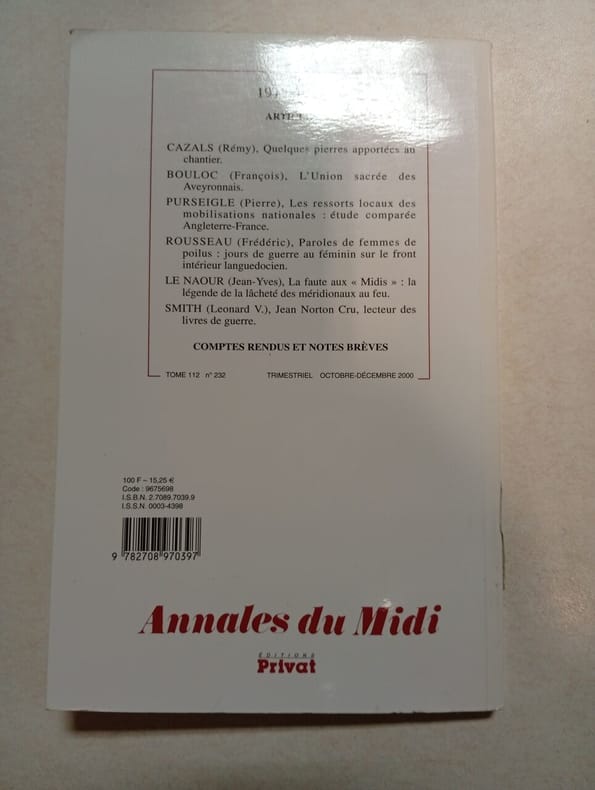 CAZALS (Rémy), Quelques pierres apportées au
chantier.
BOULOC (François), L'Union sacrée des
Aveyronnais.
PURSEIGLE (Pierre), Les ressorts locaux des
mobilisations nationales : étude comparée
Angleterre-France.
ROUSSEAU (Frédéric), Paroles de femmes de
poilus : jours de guerre au féminin sur le front
intérieur languedocien.
LE NAOUR (Jean-Yves), La faute aux « Midis » : la
légende de la lâcheté des méridionaux au feu.
SMITH (Leonard V.), Jean Norton Cru, lecteur des
livres de guerre.
COMPTES RENDUS ET NOTES BRÈVES
TOME 112 n° 232 TRIMESTRIEL OCTOBRE-DÉCEMBRE 2000
100 F – 15,25 €
Code : 9675698
I.S.B.N. 2.7089.7039.9
I.S.S.N. 0003-4398
9 782708 970397
Annales du Midi
ÉDITIONS
Privat